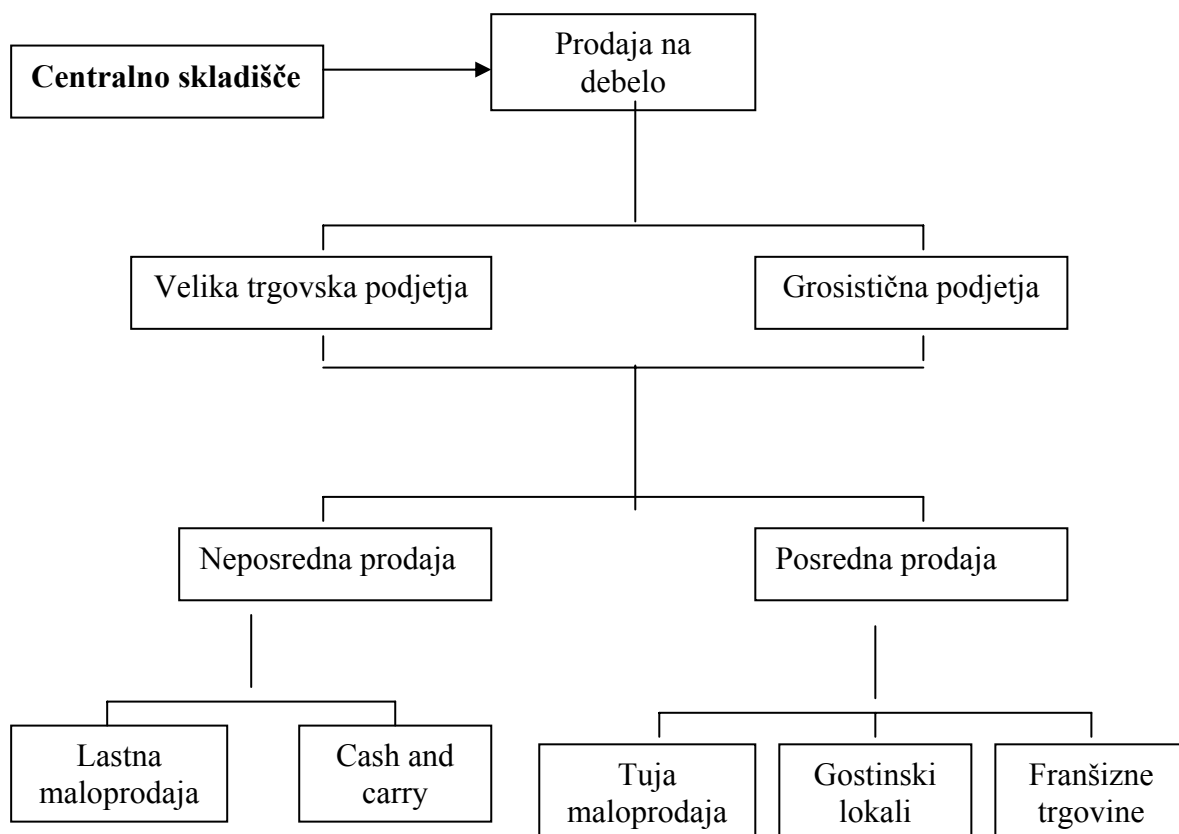 Centralno skladišče
Prodaja na
debelo
Velika trgovska podjetja
Grosistična podjetja
Neposredna prodaja
Posredna prodaja
Lastna
maloprodaja
Cash and
carry
Tuja
maloprodaja
Gostinski
lokali
Franšizne
trgovine